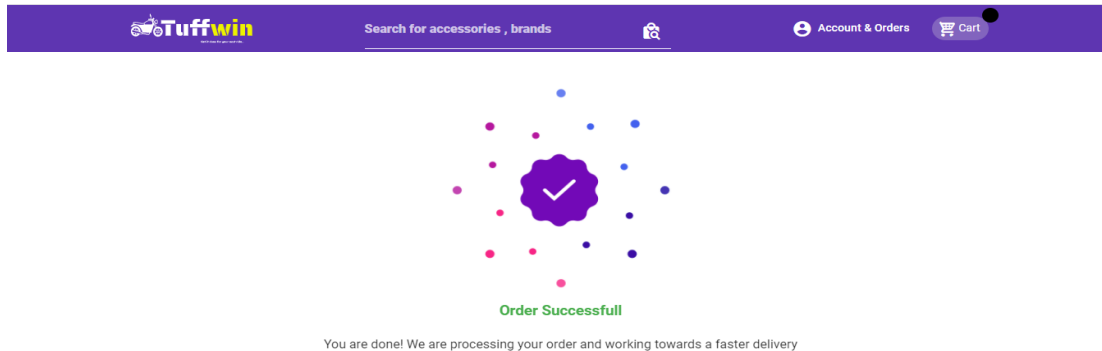 Tuffwin
Search for accessories , brands
Account & Orders
Cart
Order Successfull
You are done! We are processing your order and working towards a faster delivery